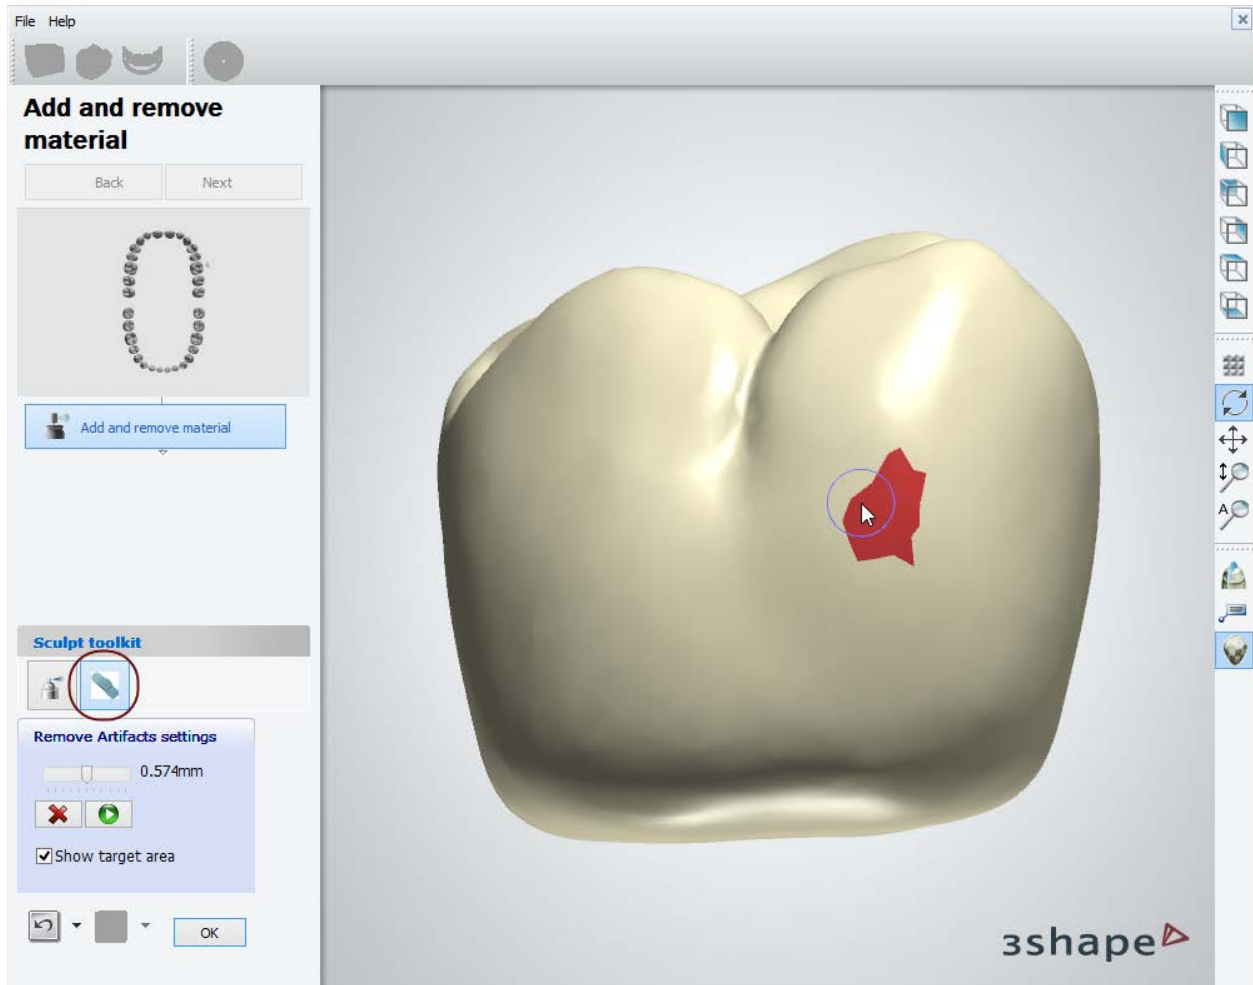 File Help
Add and remove
material
Back Next
Add and remove material
Sculpt toolkit
Remove Artifacts settings
0.574mm
Show target area
OK
A
3shape